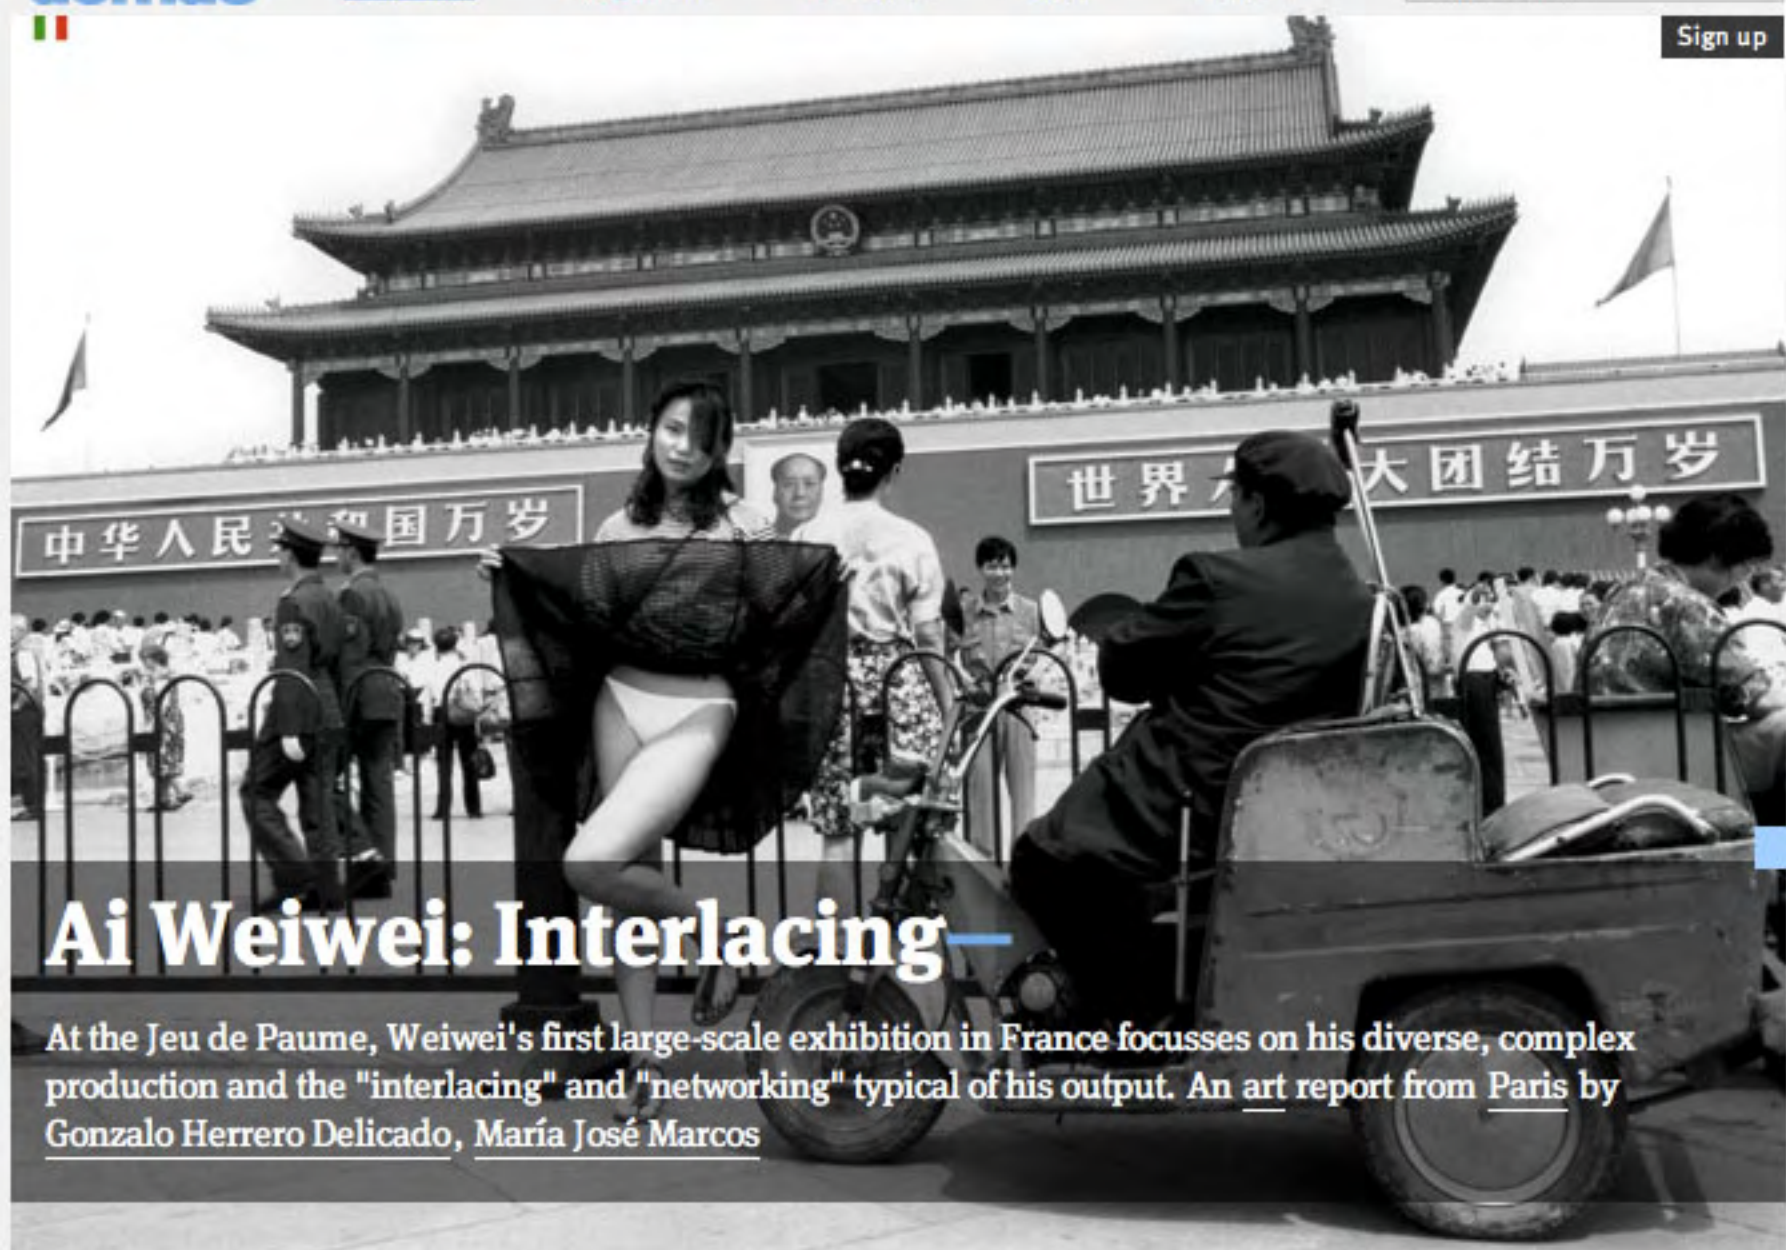 Sign up
中华人民共和国万岁
世界人 大团结万岁
Ai Weiwei: Interlacing—
At the Jeu de Paume, Weiwei's first large-scale exhibition in France focusses on his diverse, complex
production and the "interlacing" and "networking" typical of his output. An art report from Paris by
Gonzalo Herrero Delicado, María José Marcos